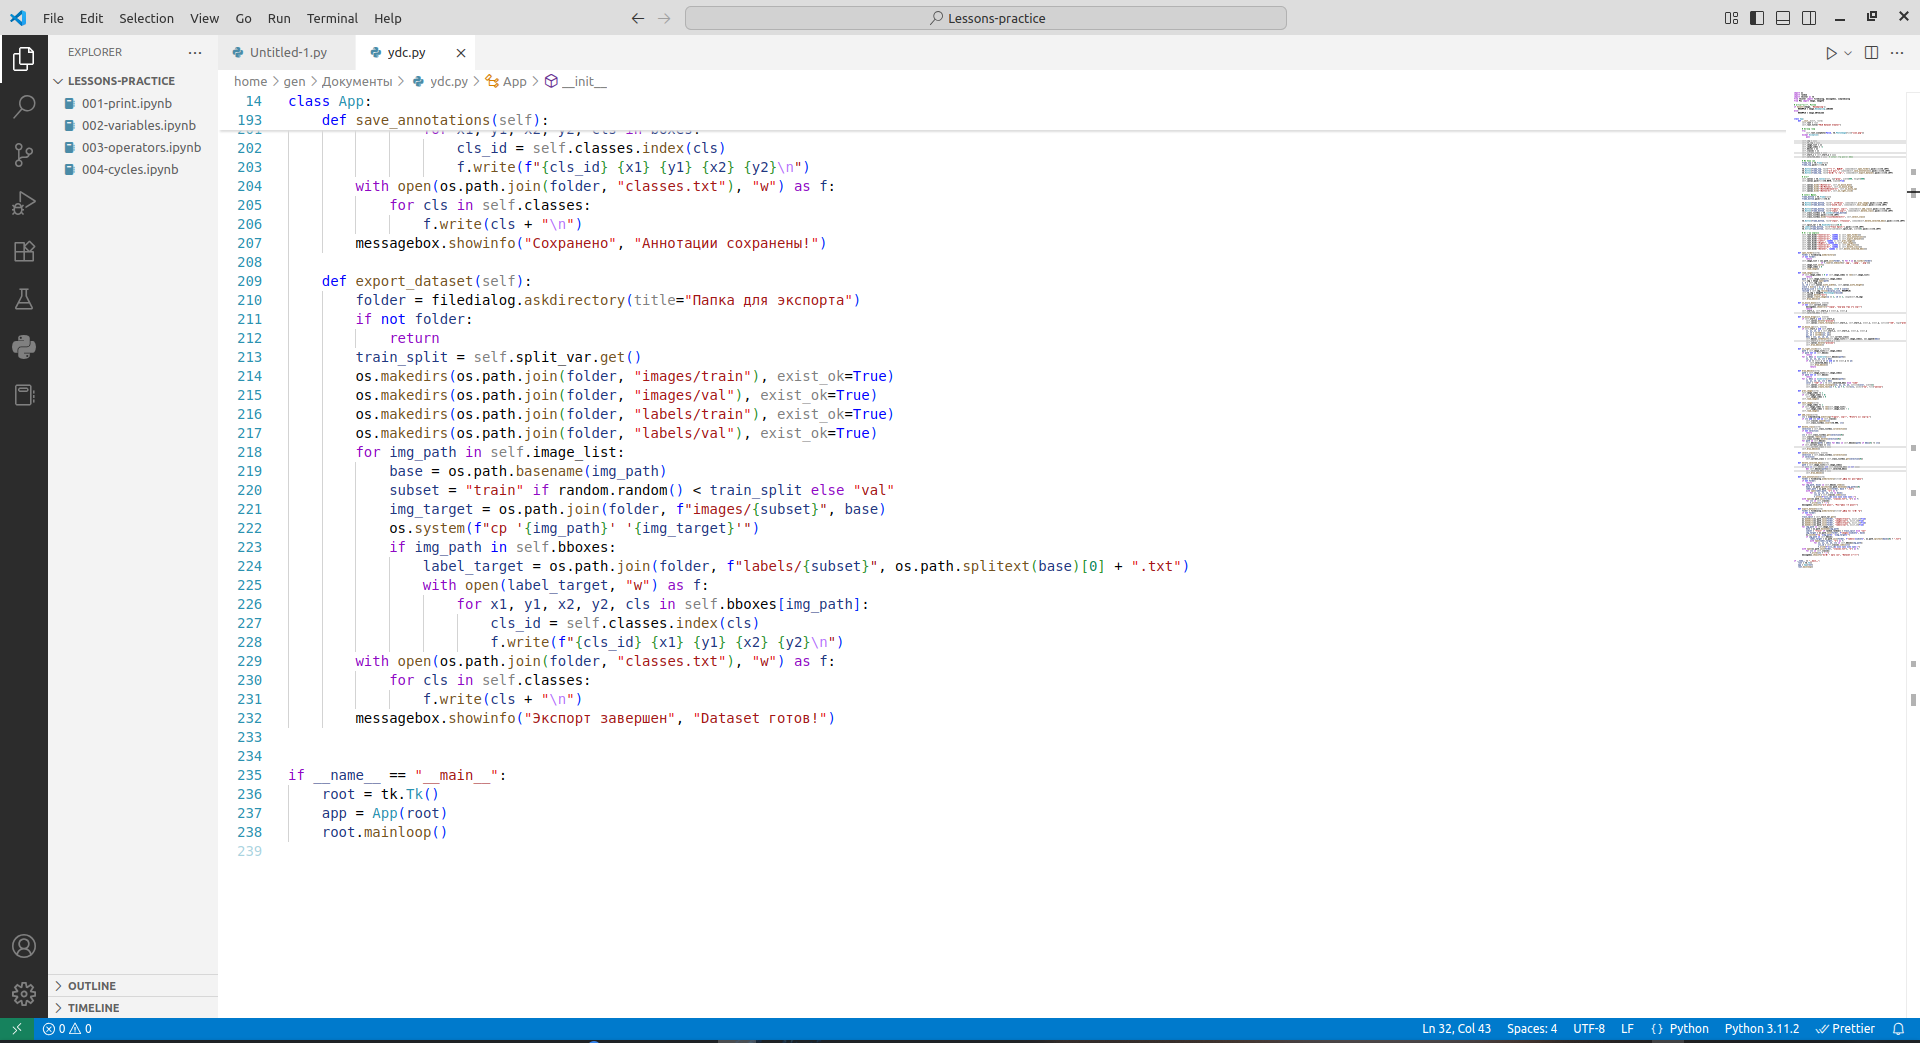 File Edit Selection View Go Run Terminal Help
Lessons-practice
EXPLORER
LESSONS-PRACTICE
001-print.ipynb
002-variables.ipynb
003-operators.ipynb
004-cycles.ipynb
OUTLINE
TIMELINE
Untitled-1.py
ydc.py
home > gen > Документы > ydc.py > App > __init__
14 class App:
193     def save_annotations(self):
201                 for x1, y1, x2, y2, cls in boxes:
202                     cls_id = self.classes.index(cls)
203                     f.write(f"{cls_id} {x1} {y1} {x2} {y2}\n")
204         with open(os.path.join(folder, "classes.txt"), "w") as f:
205             for cls in self.classes:
206                 f.write(cls + "\n")
207         messagebox.showinfo("Сохранено", "Аннотации сохранены!")
208
209     def export_dataset(self):
210         folder = filedialog.askdirectory(title="Папка для экспорта")
211         if not folder:
212             return
213         train_split = self.split_var.get()
214         os.makedirs(os.path.join(folder, "images/train"), exist_ok=True)
215         os.makedirs(os.path.join(folder, "images/val"), exist_ok=True)
216         os.makedirs(os.path.join(folder, "labels/train"), exist_ok=True)
217         os.makedirs(os.path.join(folder, "labels/val"), exist_ok=True)
218         for img_path in self.image_list:
219             base = os.path.basename(img_path)
220             subset = "train" if random.random() < train_split else "val"
221             img_target = os.path.join(folder, f"images/{subset}", base)
222             os.system(f"cp '{img_path}' '{img_target}'")
223             if img_path in self.bboxes:
224                 label_target = os.path.join(folder, f"labels/{subset}", os.path.splitext(base)[0] + ".txt")
225                 with open(label_target, "w") as f:
226                     for x1, y1, x2, y2, cls in self.bboxes[img_path]:
227                         cls_id = self.classes.index(cls)
228                         f.write(f"{cls_id} {x1} {y1} {x2} {y2}\n")
229         with open(os.path.join(folder, "classes.txt"), "w") as f:
230             for cls in self.classes:
231                 f.write(cls + "\n")
232         messagebox.showinfo("Экспорт завершен", "Dataset готов!")
233
234
235 if __name__ == "__main__":
236     root = tk.Tk()
237     app = App(root)
238     root.mainloop()
239
0 0
Ln 32, Col 43 Spaces: 4 UTF-8 LF {} Python Python 3.11.2 Prettier